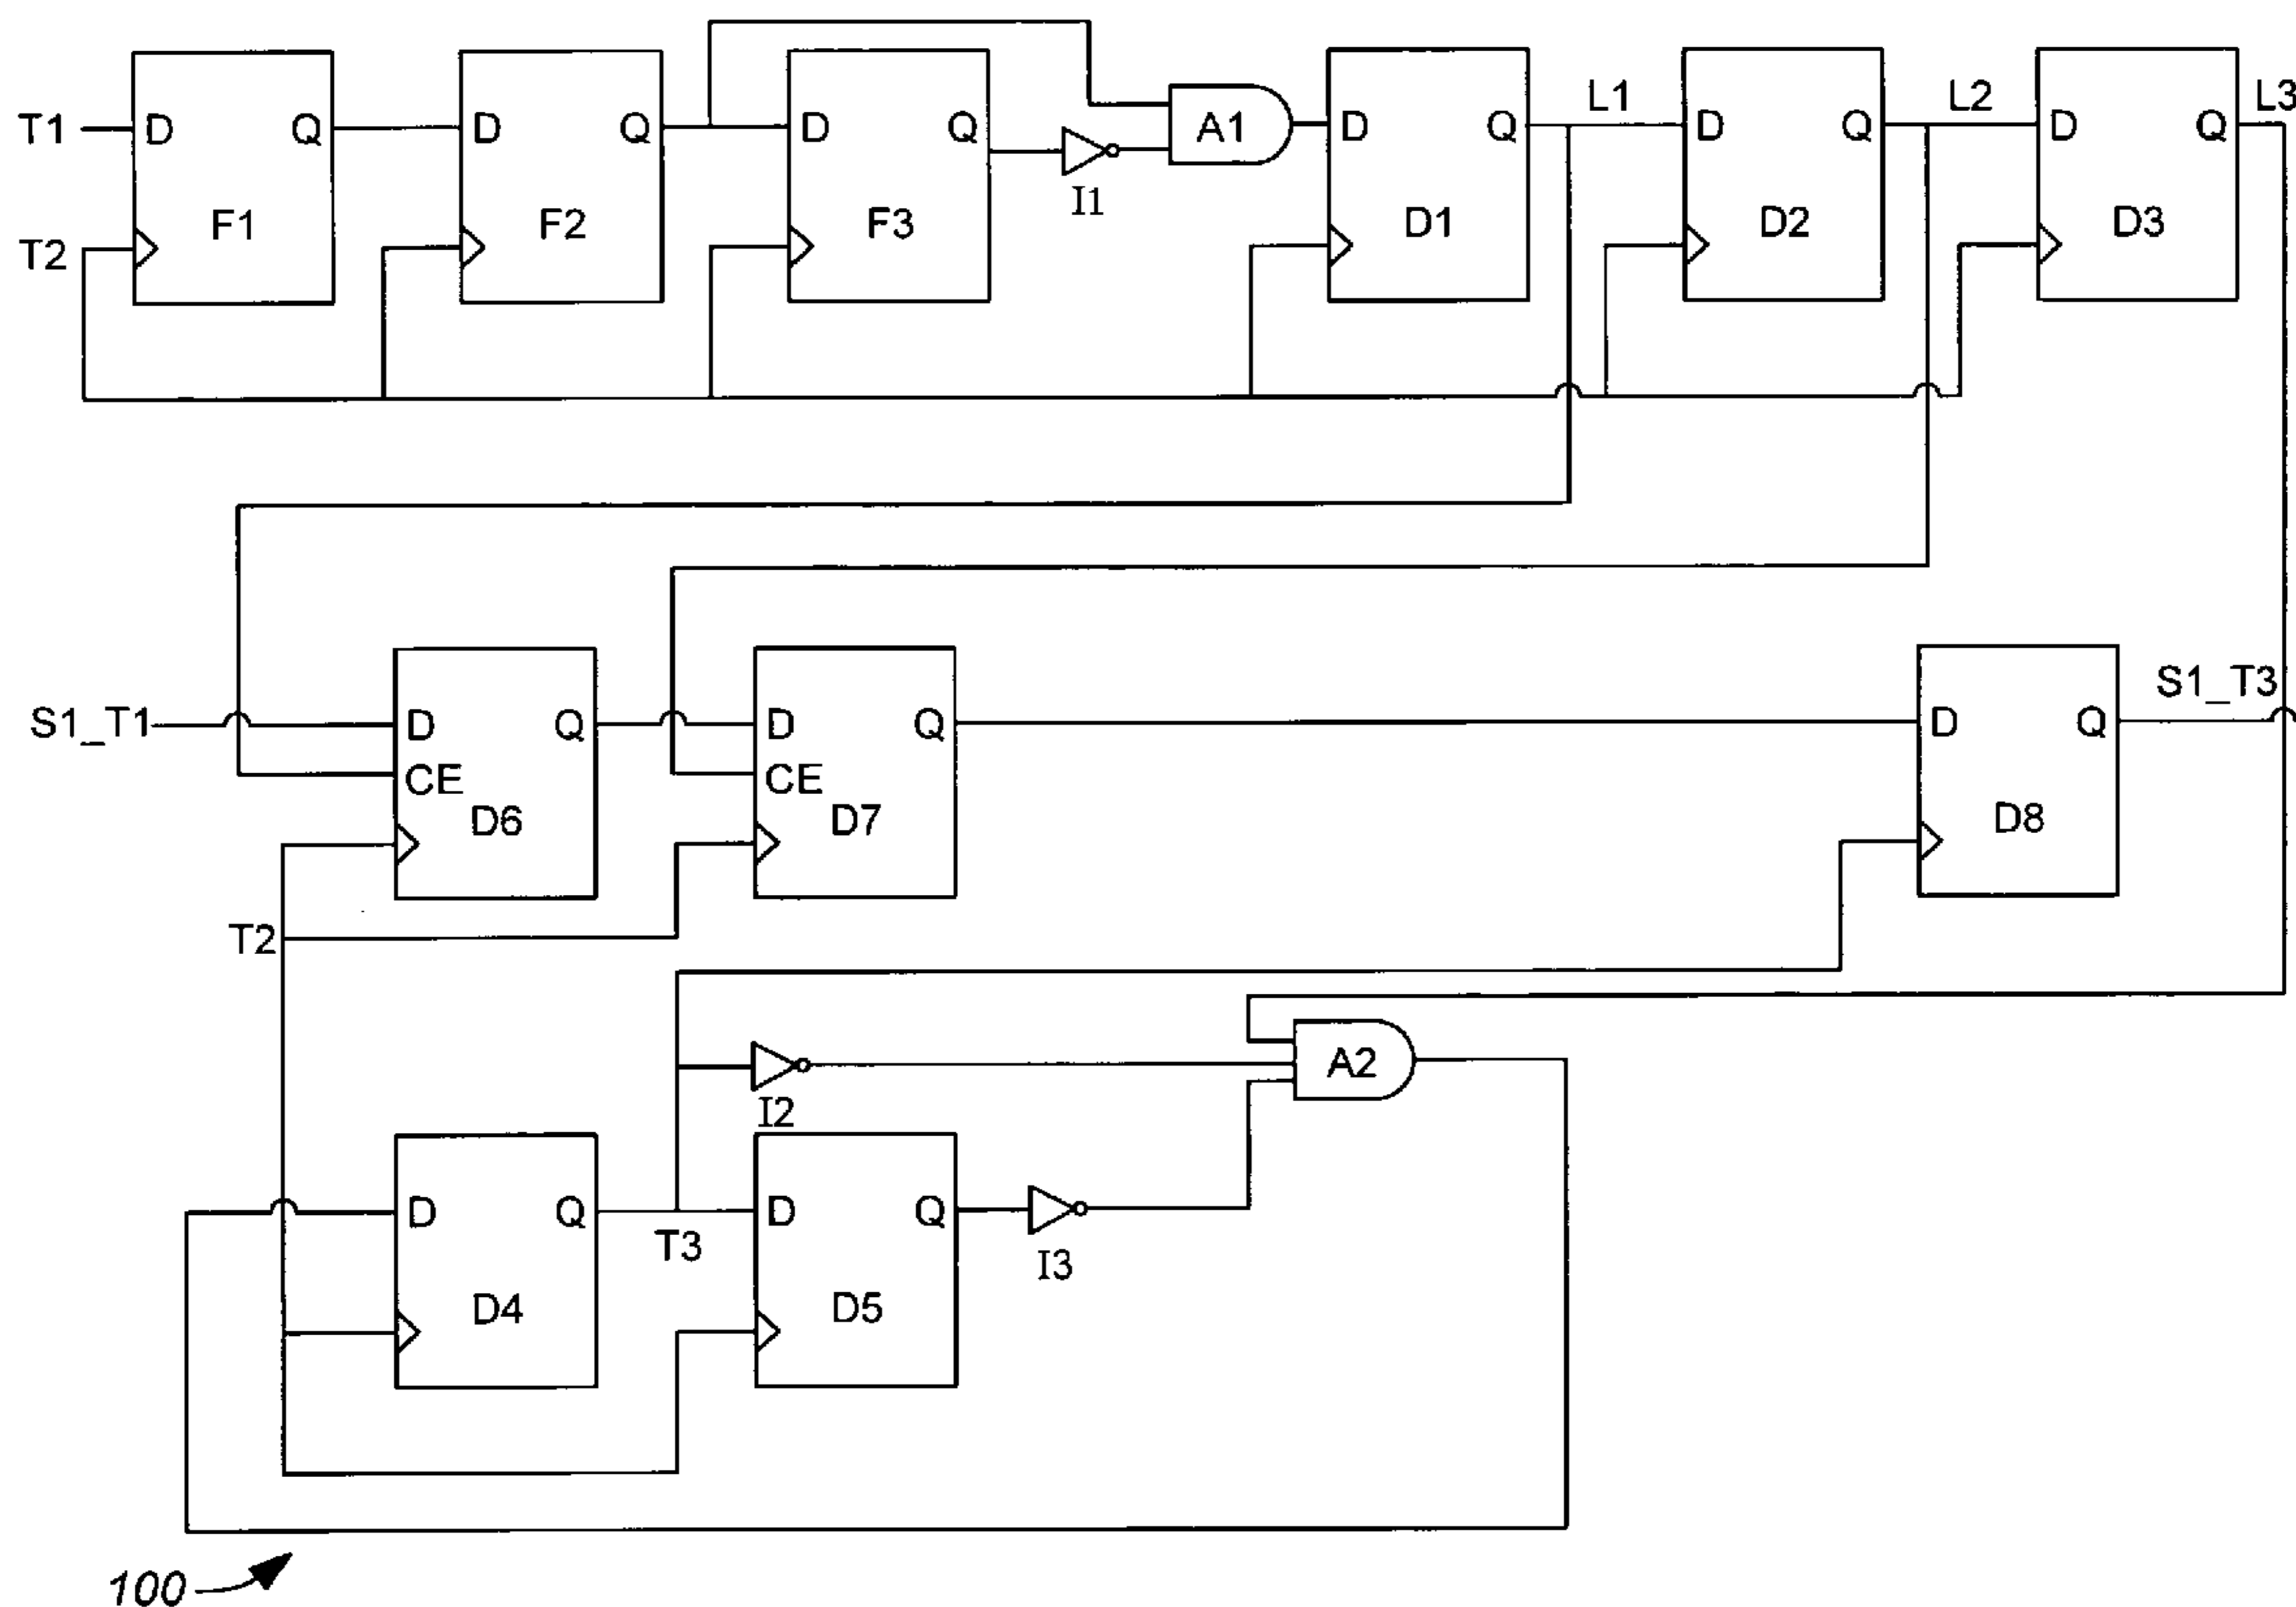 T1 D Q D Q D Q A1 D Q L1 D Q L2 D Q L3
I1
T2 F1 F2 F3 D1 D2 D3
S1_T1 D Q D Q D Q S1_T3
CE CE
D6 D7 D8
T2
A2
I2
D Q D Q
T3 I3
D4 D5
100